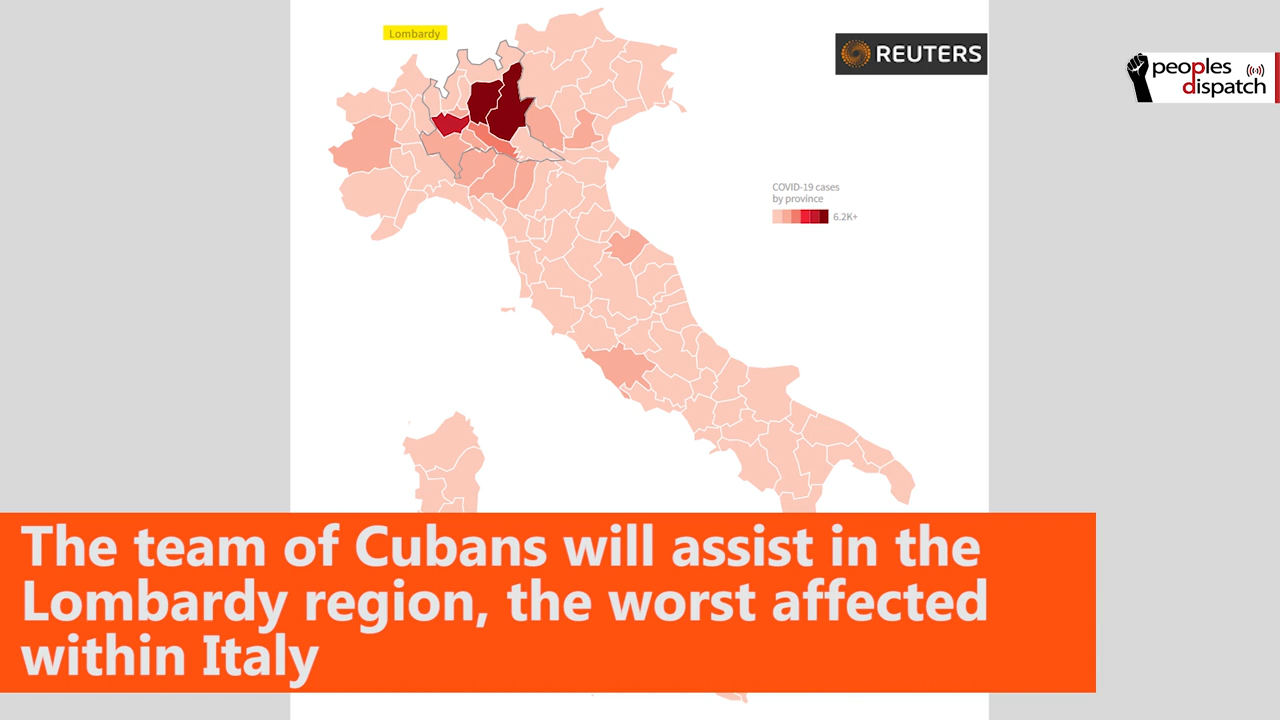 Lombardy
REUTERS
peoples
dispatch
COVID-19 cases
by province
6.2K+
The team of Cubans will assist in the
Lombardy region, the worst affected
within Italy